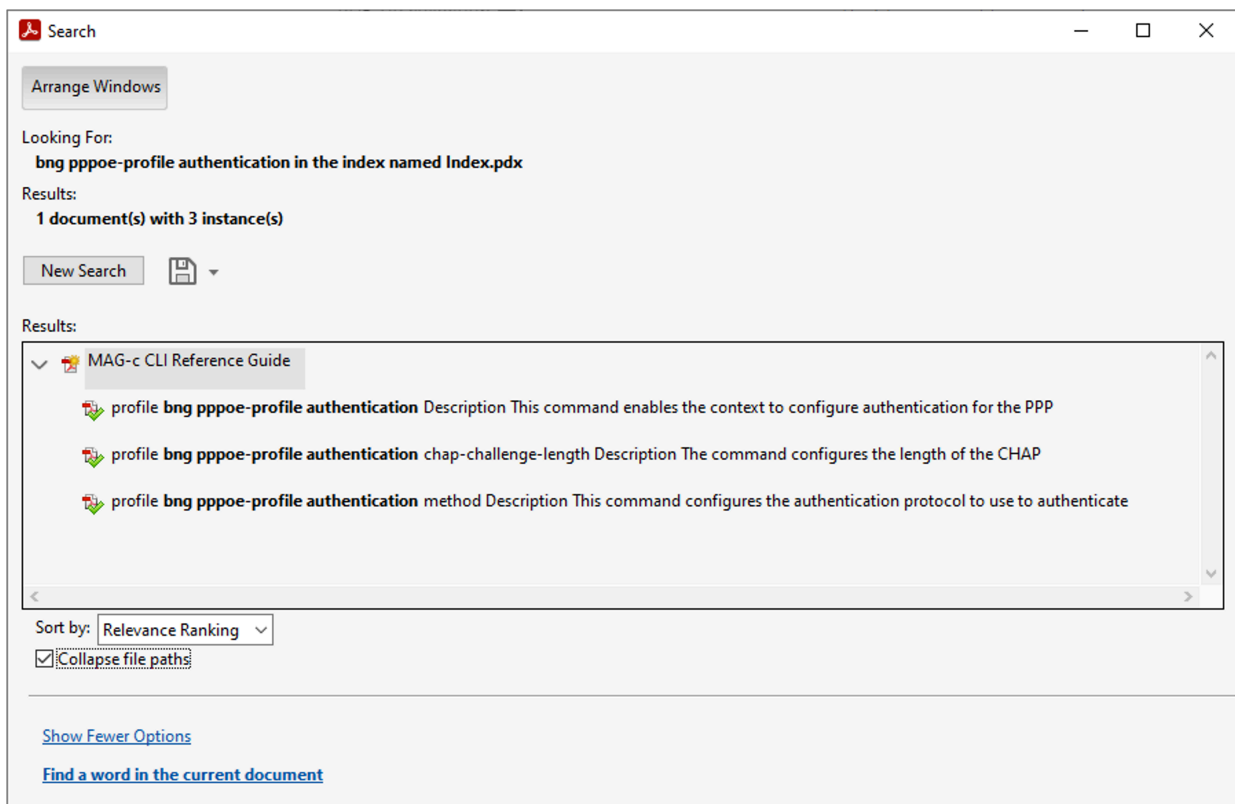 Search
Arrange Windows
Looking For:
bng pppoe-profile authentication in the index named Index.pdx
Results:
1 document(s) with 3 instance(s)
New Search
Results:
MAG-c CLI Reference Guide
profile bng pppoe-profile authentication Description This command enables the context to configure authentication for the PPP
profile bng pppoe-profile authentication chap-challenge-length Description The command configures the length of the CHAP
profile bng pppoe-profile authentication method Description This command configures the authentication protocol to use to authenticate
Sort by: Relevance Ranking
Collapse file paths
Show Fewer Options
Find a word in the current document